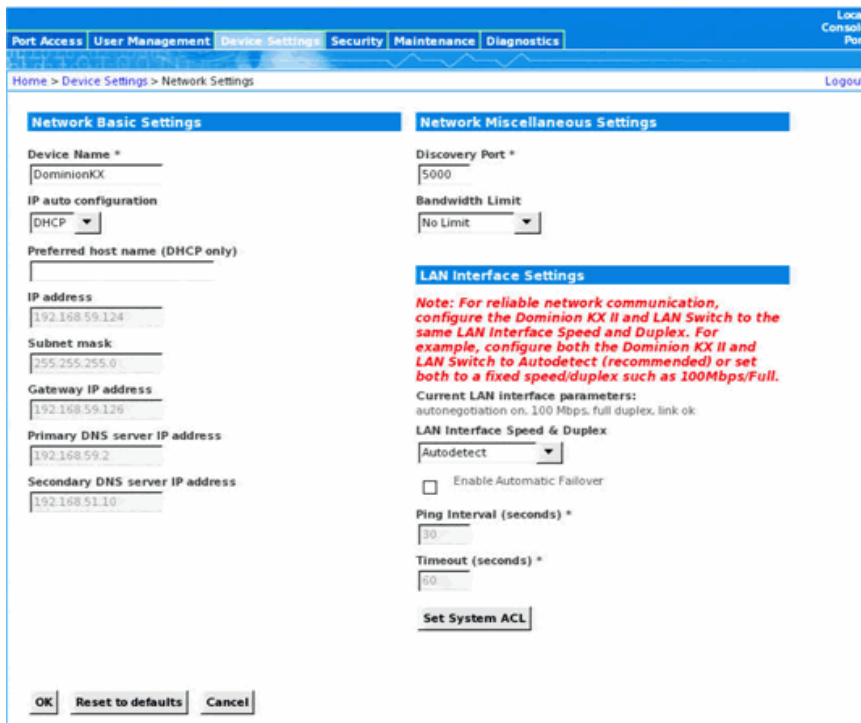 Port Access User Management Device Settings Security Maintenance Diagnostics
Home > Device Settings > Network Settings
Network Basic Settings
Device Name *
DominionKX
IP auto configuration
DHCP
Preferred host name (DHCP only)
IP address
192.168.59.124
Subnet mask
255.255.255.0
Gateway IP address
192.168.59.126
Primary DNS server IP address
192.168.59.2
Secondary DNS server IP address
192.168.51.10
Network Miscellaneous Settings
Discovery Port *
5000
Bandwidth Limit
No Limit
LAN Interface Settings
Note: For reliable network communication,
configure the Dominion KX II and LAN Switch to the
same LAN Interface Speed and Duplex. For
example, configure both the Dominion KX II and
LAN Switch to Autodetect (recommended) or set
both to a fixed speed/duplex such as 100Mbps/Full.
Current LAN interface parameters:
autonegotiation on, 100 Mbps, full duplex, link ok
LAN Interface Speed & Duplex
Autodetect
Enable Automatic Failover
Ping Interval (seconds) *
30
Timeout (seconds) *
60
Set System ACL
OK Reset to defaults Cancel